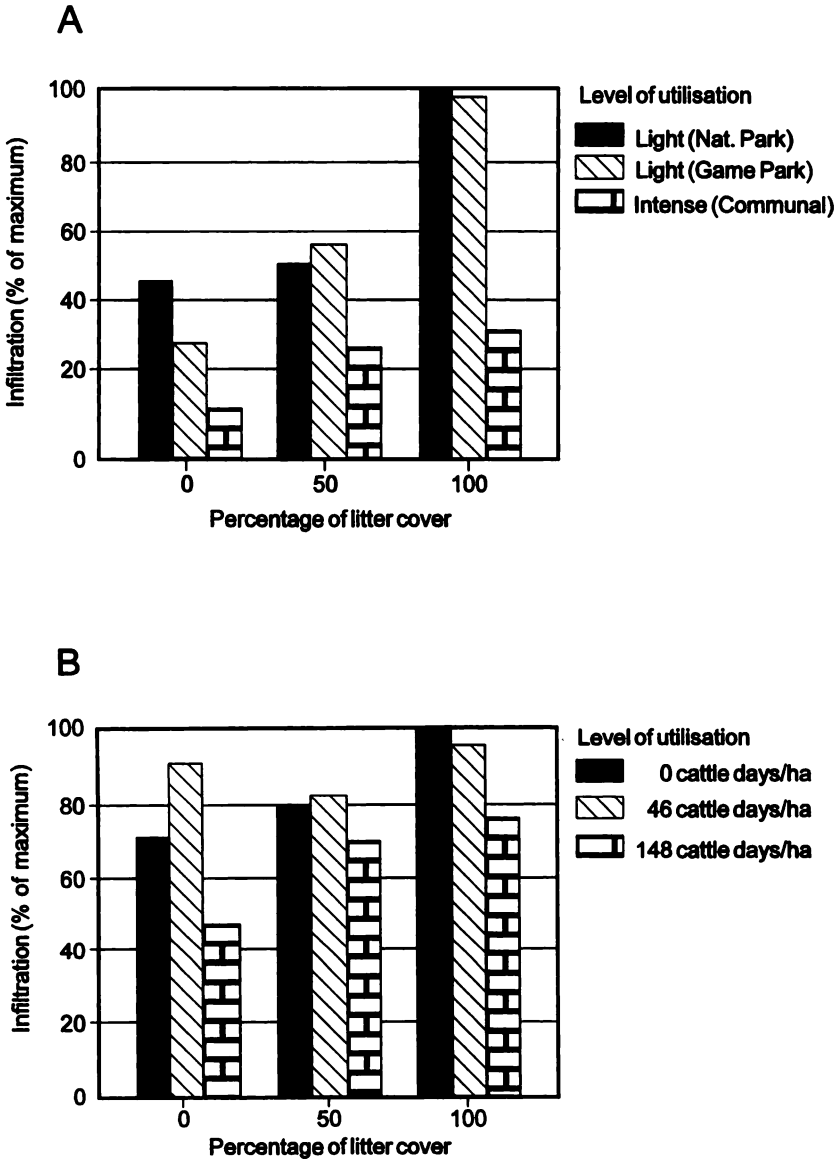 A
Infiltration (% of maximum)
100
80
60
40
20
0
0 50 100
Percentage of litter cover
Level of utilisation
Light (Nat. Park)
Light (Game Park)
Intense (Communal)
B
Infiltration (% of maximum)
100
80
60
40
20
0
0 50 100
Percentage of litter cover
Level of utilisation
0 cattle days/ha
46 cattle days/ha
148 cattle days/ha